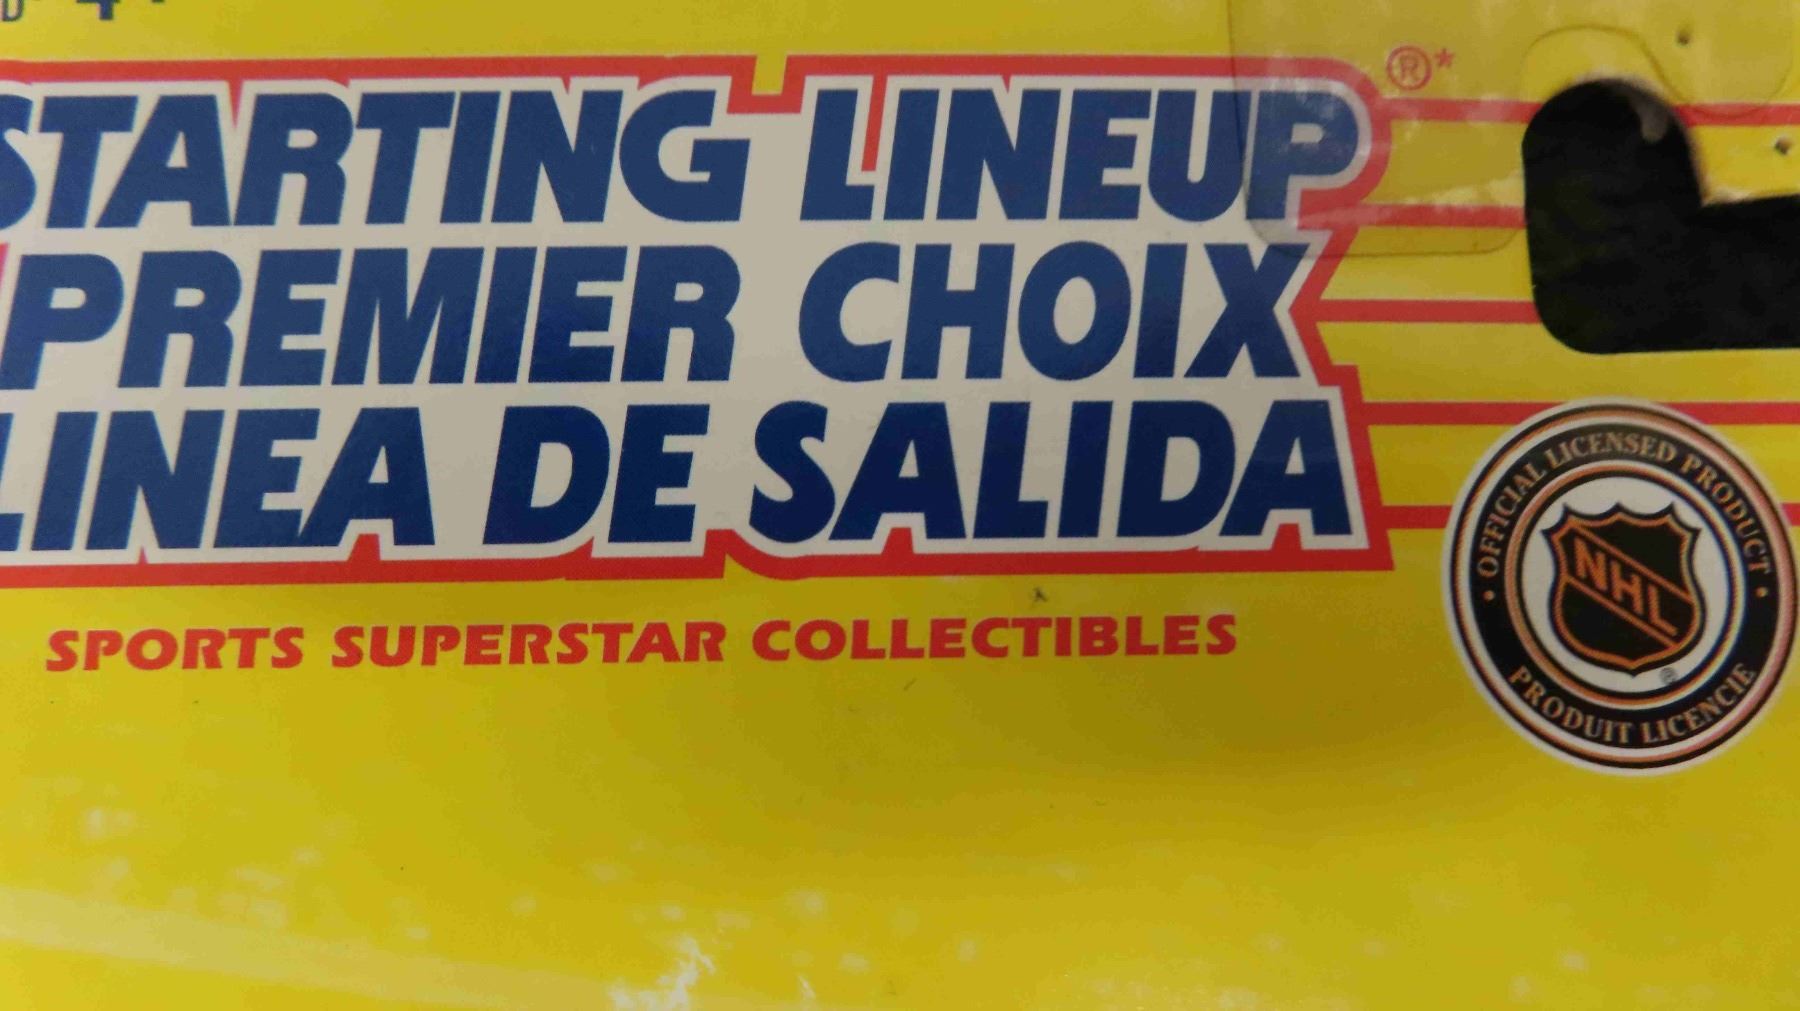 STARTING LINEUP ®*
PREMIER CHOIX
LINEA DE SALIDA
SPORTS SUPERSTAR COLLECTIBLES
• OFFICIAL LICENSED PRODUCT •
NHL
®
PRODUIT LICENCIE